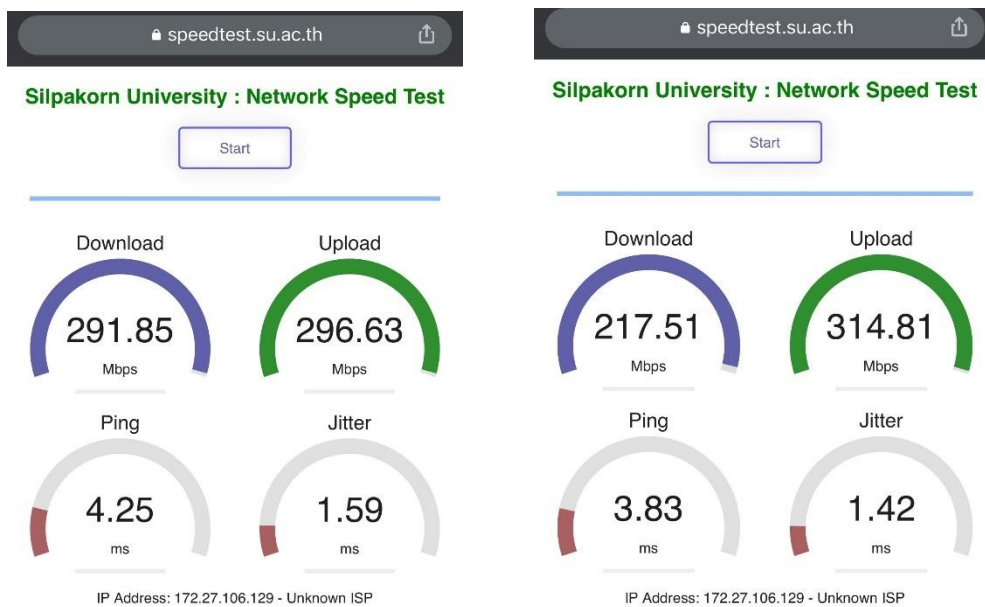 speedtest.su.ac.th
Silpakorn University : Network Speed Test
Start
Download Upload
291.85 296.63
Mbps Mbps
Ping Jitter
4.25 1.59
ms ms
IP Address: 172.27.106.129 - Unknown ISP
speedtest.su.ac.th
Silpakorn University : Network Speed Test
Start
Download Upload
217.51 314.81
Mbps Mbps
Ping Jitter
3.83 1.42
ms ms
IP Address: 172.27.106.129 - Unknown ISP